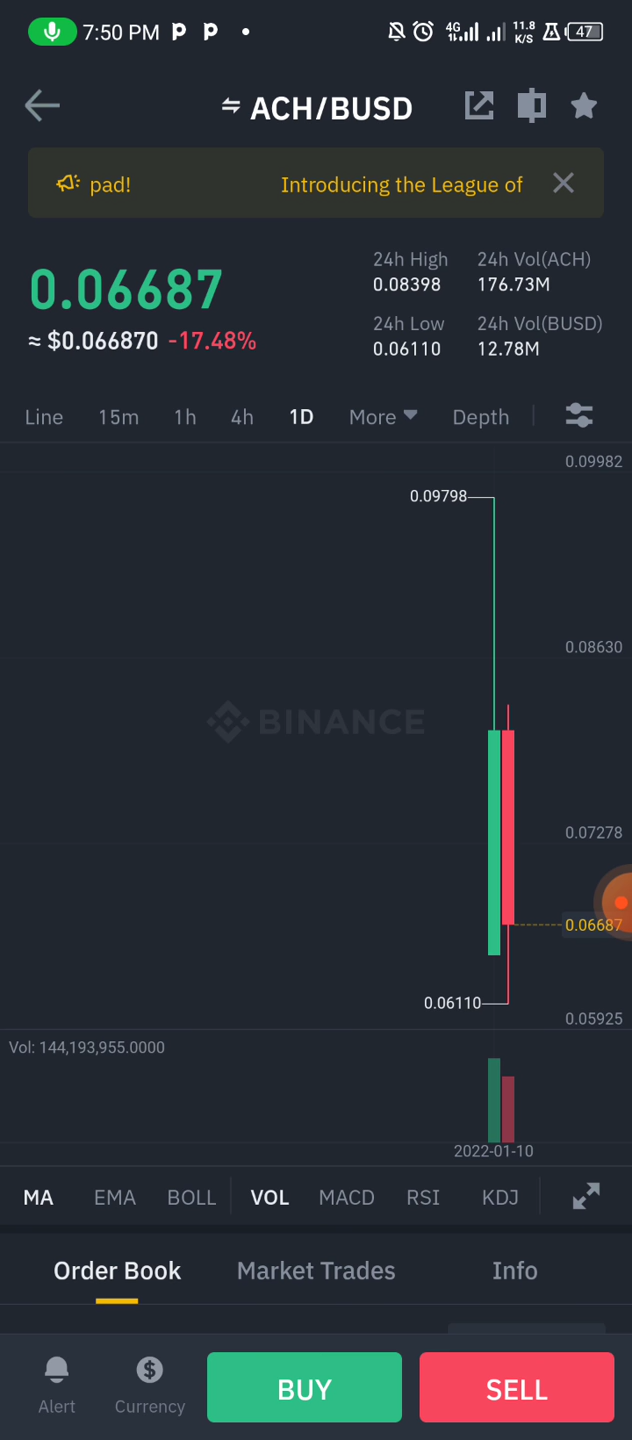 7:50 PM
4G
11.8 K/S
47
ACH/BUSD
pad! Introducing the League of
0.06687
≈ $0.066870 -17.48%
24h High
0.08398
24h Low
0.06110
24h Vol(ACH)
176.73M
24h Vol(BUSD)
12.78M
Line 15m 1h 4h 1D More Depth
0.09982
0.09798
0.08630
BINANCE
0.07278
0.06687
0.06110
0.05925
Vol: 144,193,955.0000
2022-01-10
MA EMA BOLL VOL MACD RSI KDJ
Order Book Market Trades Info
Alert Currency BUY SELL